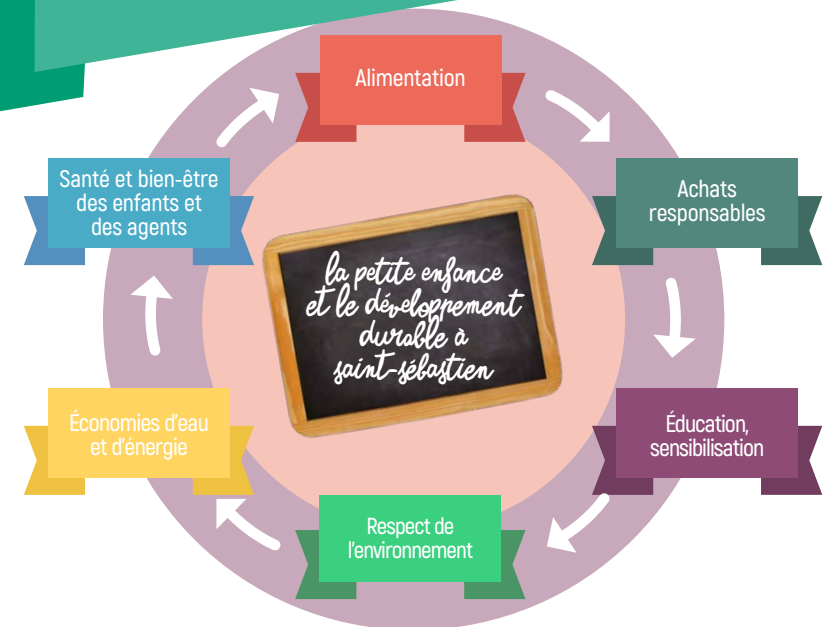 Alimentation
Achats
responsables
Éducation,
sensibilisation
Respect de
l'environnement
Économies d'eau
et d'énergie
Santé et bien-être
des enfants et
des agents
la petite enfance
et le développement
durable à
saint-sébastien